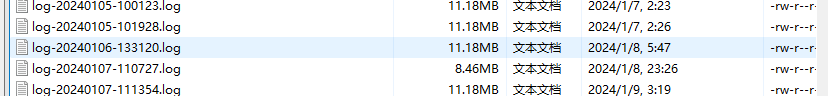 log-20240105-100123.log 11.18MB 文本文档 2024/1/7, 2:23 -rw-r--r-
log-20240105-101928.log 11.18MB 文本文档 2024/1/7, 2:26 -rw-r--r-
log-20240106-133120.log 11.18MB 文本文档 2024/1/8, 5:47 -rw-r--r-
log-20240107-110727.log 8.46MB 文本文档 2024/1/8, 23:26 -rw-r--r-
log-20240107-111354.log 11.18MB 文本文档 2024/1/9, 3:19 -rw-r--r-